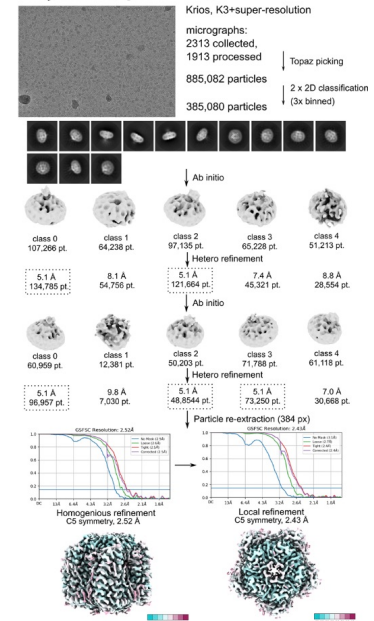 Krios, K3+super-resolution
micrographs:
2313 collected,
1913 processed
Topaz picking
885,082 particles
2 x 2D classification
(3x binned)
385,080 particles
Ab initio
class 0
107,266 pt.
class 1
64,238 pt.
class 2
97,135 pt.
class 3
65,228 pt.
class 4
51,213 pt.
Hetero refinement
5.1 Å
134,785 pt.
8.1 Å
54,756 pt.
5.1 Å
121,664 pt.
7.4 Å
45,321 pt.
8.8 Å
28,554 pt.
Ab initio
class 0
60,959 pt.
class 1
12,381 pt.
class 2
50,203 pt.
class 3
71,788 pt.
class 4
61,118 pt.
Hetero refinement
5.1 Å
96,957 pt.
9.8 Å
7,030 pt.
5.1 Å
48,8544 pt.
5.1 Å
73,250 pt.
7.0 Å
30,668 pt.
Particle re-extraction (384 px)
GSFSC Resolution: 2.52Å
GSFSC Resolution: 2.43Å
Homogenious refinement
C5 symmetry, 2.52 Å
Local refinement
C5 symmetry, 2.43 Å